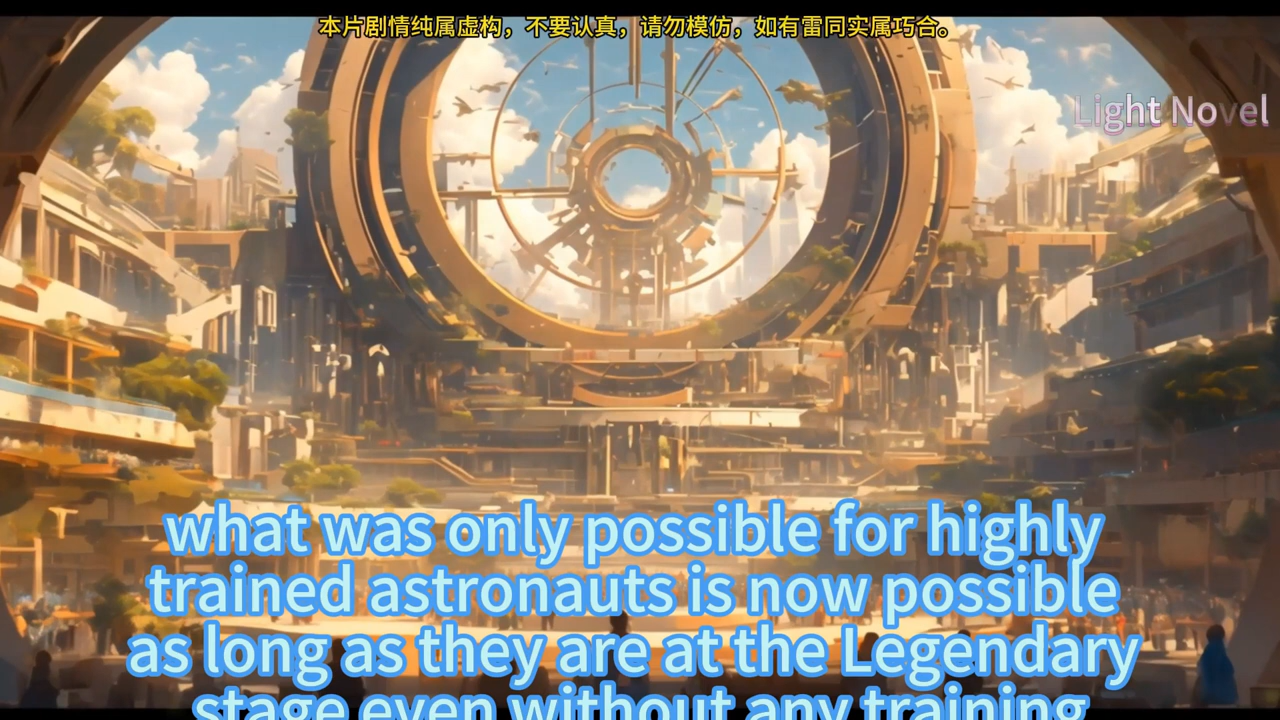 本片剧情纯属虚构，不要认真，请勿模仿，如有雷同实属巧合。
Light Novel
what was only possible for highly
trained astronauts is now possible
as long as they are at the Legendary
stage even without any training